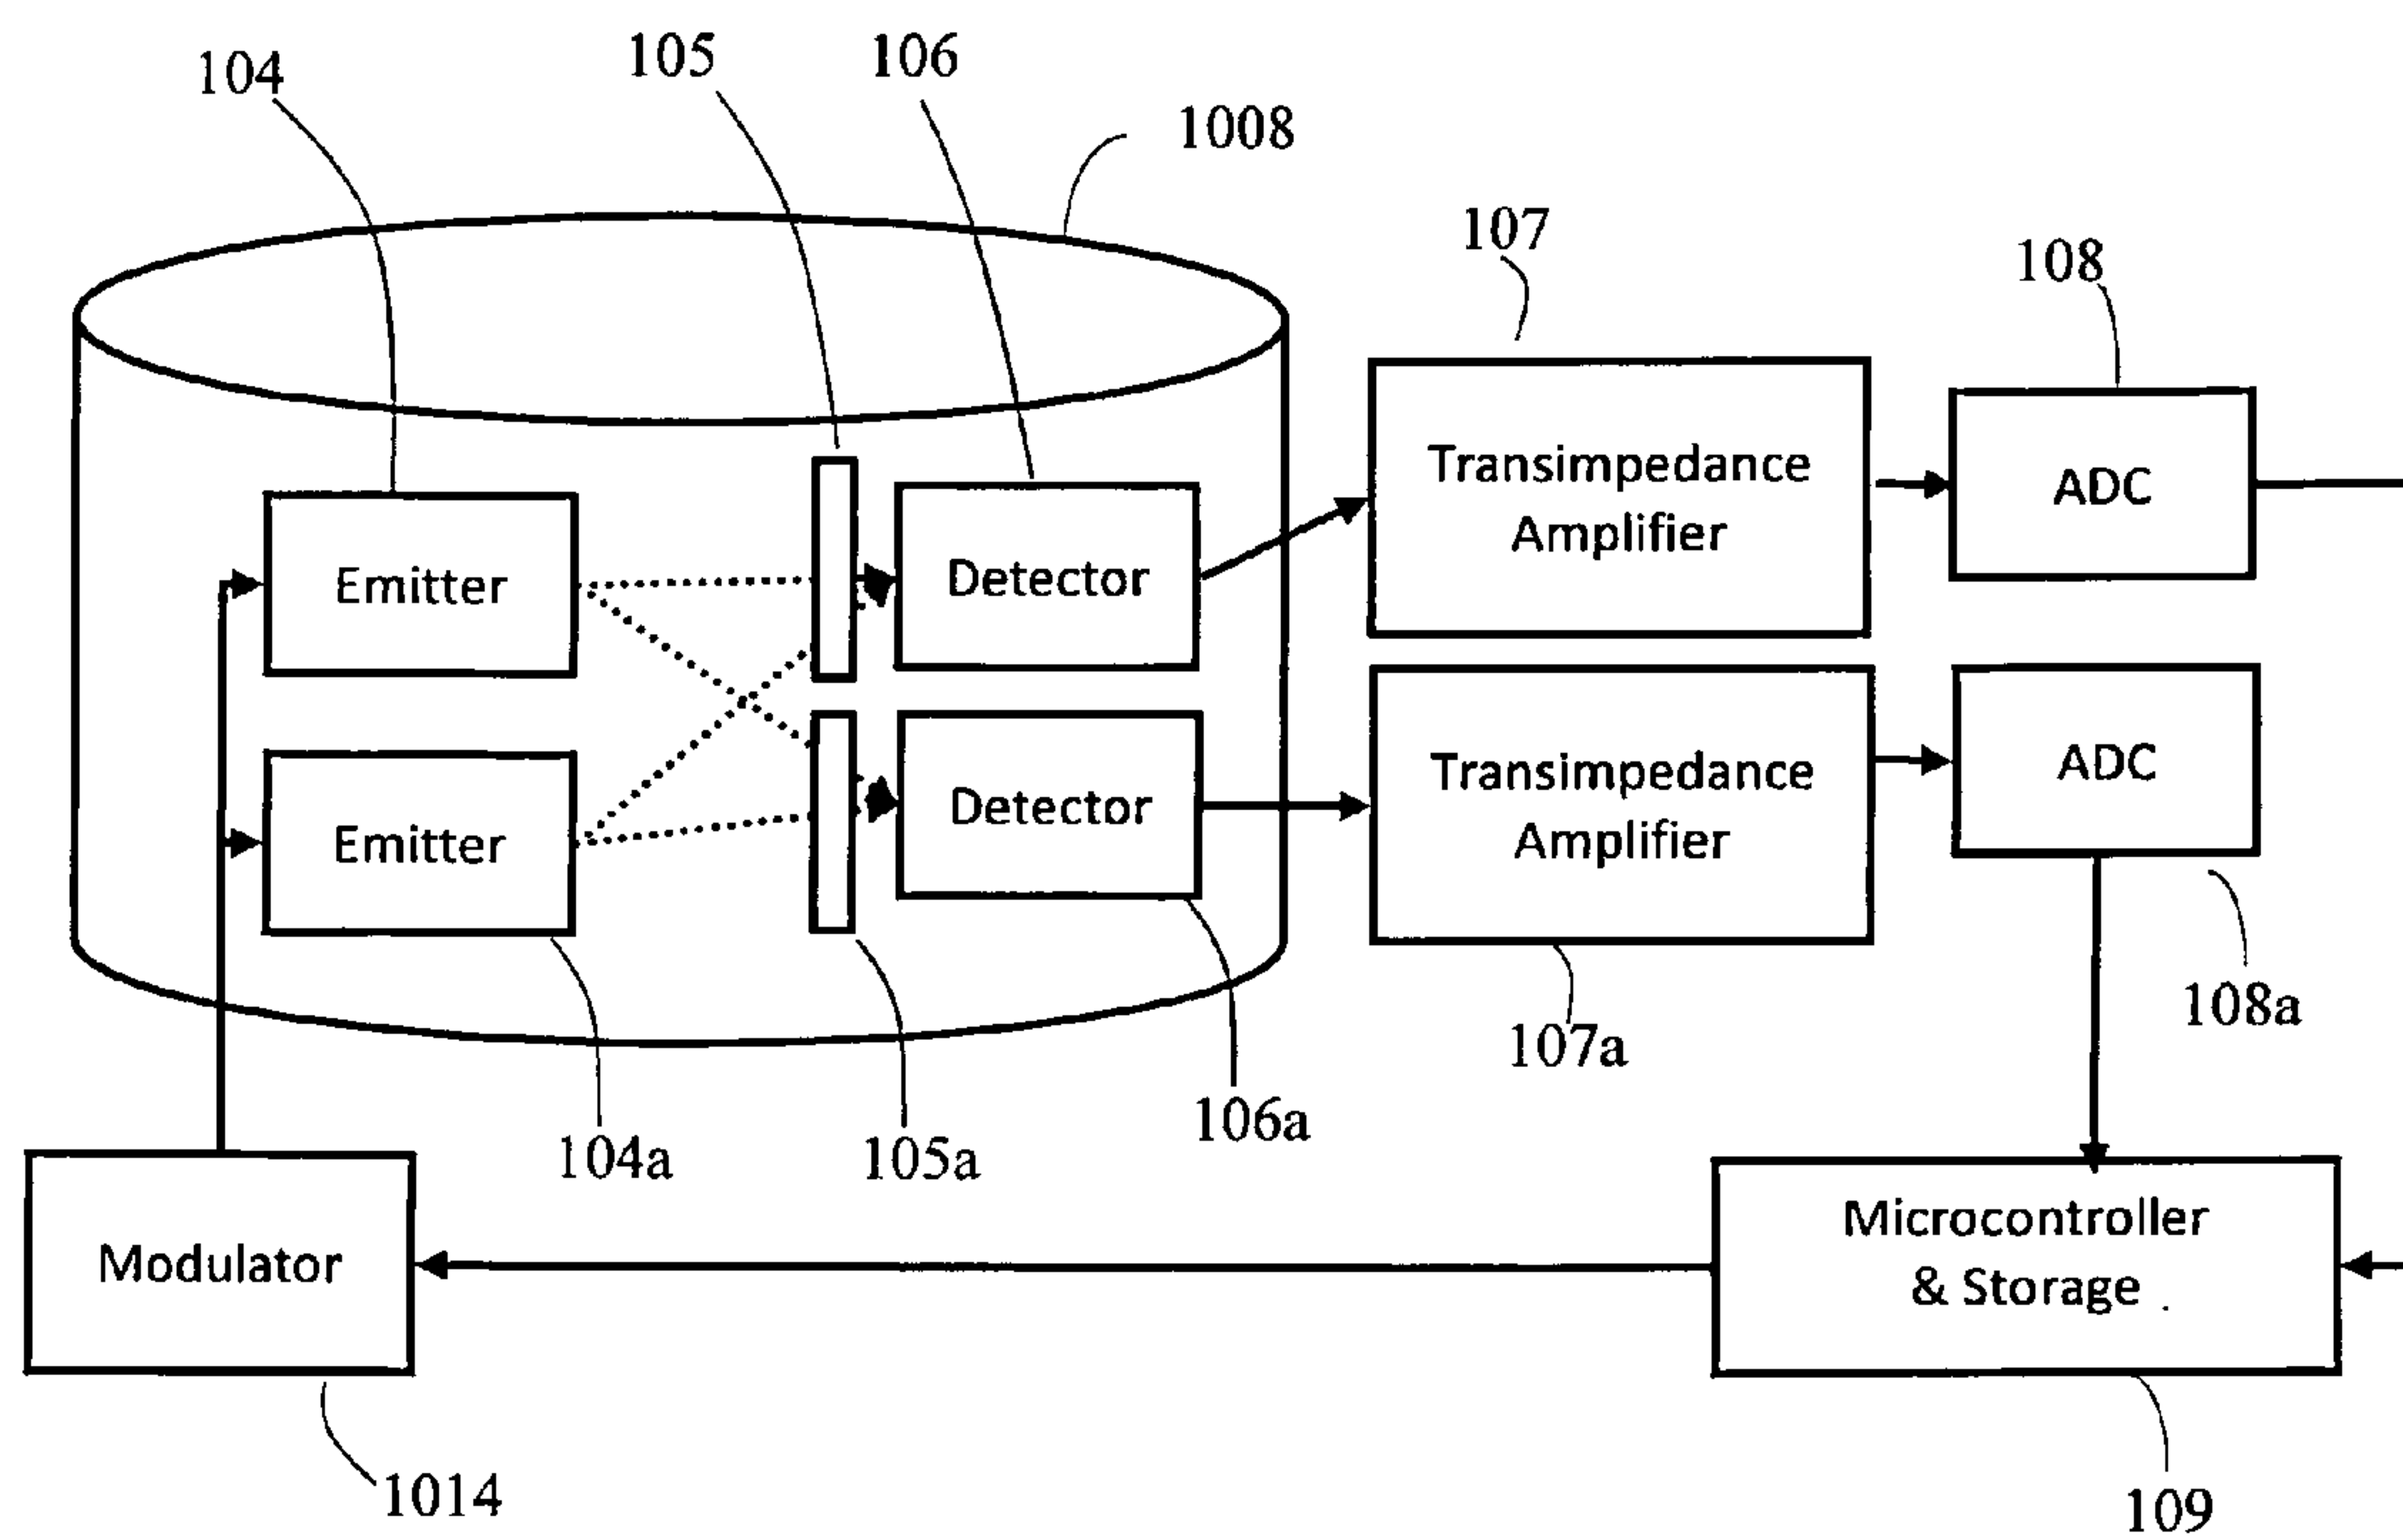 104
105
106
1008
107
108
Transimpedance
Amplifier
ADC
Emitter
Detector
Transimpedance
Amplifier
ADC
Emitter
Detector
108a
107a
106a
104a
105a
Modulator
Microcontroller
& Storage
1014
109